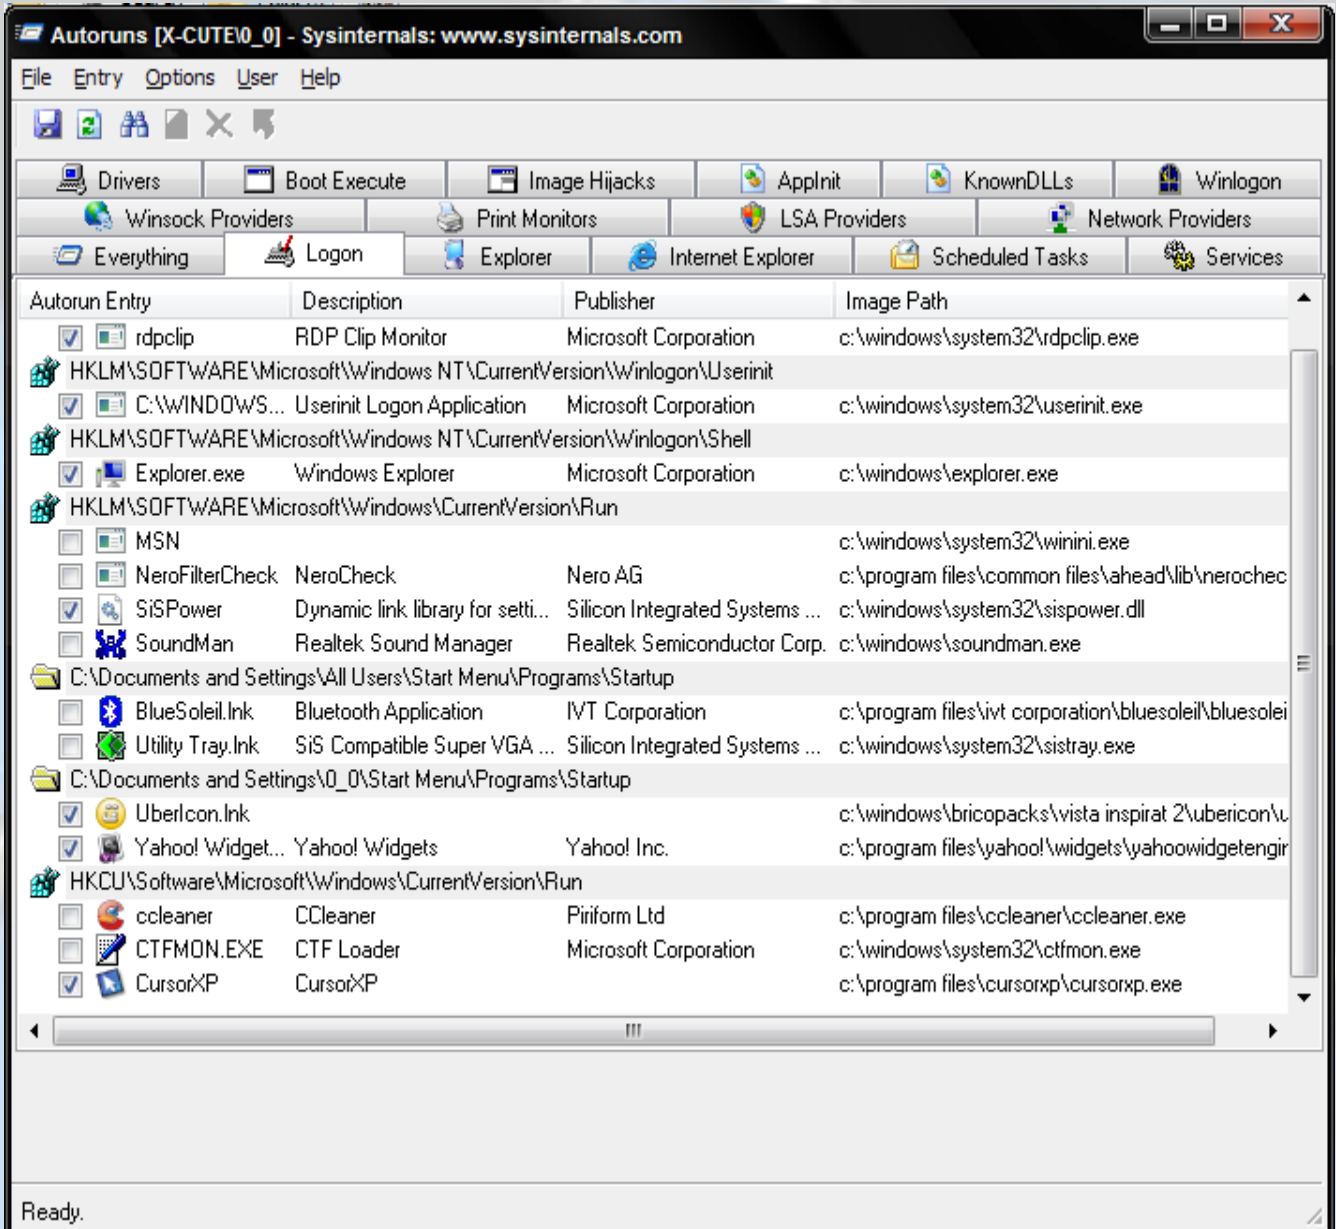 Autoruns [X-CUTE\0_0] - Sysinternals: www.sysinternals.com
File Entry Options User Help
Drivers Boot Execute Image Hijacks AppInit KnownDLLs Winlogon
Winsock Providers Print Monitors LSA Providers Network Providers
Everything Logon Explorer Internet Explorer Scheduled Tasks Services
Autorun Entry Description Publisher Image Path
rdpclip RDP Clip Monitor Microsoft Corporation c:\windows\system32\rdpclip.exe
HKLM\SOFTWARE\Microsoft\Windows NT\CurrentVersion\Winlogon\Userinit
C:\WINDOWS... Userinit Logon Application Microsoft Corporation c:\windows\system32\userinit.exe
HKLM\SOFTWARE\Microsoft\Windows NT\CurrentVersion\Winlogon\Shell
Explorer.exe Windows Explorer Microsoft Corporation c:\windows\explorer.exe
HKLM\SOFTWARE\Microsoft\Windows\CurrentVersion\Run
MSN c:\windows\system32\winini.exe
NeroFilterCheck NeroCheck Nero AG c:\program files\common files\ahead\lib\nerochec
SiSPower Dynamic link library for setti... Silicon Integrated Systems ... c:\windows\system32\sispower.dll
SoundMan Realtek Sound Manager Realtek Semiconductor Corp. c:\windows\soundman.exe
C:\Documents and Settings\All Users\Start Menu\Programs\Startup
BlueSoleil.lnk Bluetooth Application IVT Corporation c:\program files\ivt corporation\bluesoleil\bluesolei
Utility Tray.lnk SiS Compatible Super VGA ... Silicon Integrated Systems ... c:\windows\system32\sistray.exe
C:\Documents and Settings\0_0\Start Menu\Programs\Startup
UberIcon.lnk c:\windows\bricopacks\vista inspirat 2\ubericon\u
Yahoo! Widget... Yahoo! Widgets Yahoo! Inc. c:\program files\yahoo!\widgets\yahoowidgetengin
HKCU\Software\Microsoft\Windows\CurrentVersion\Run
ccleaner CCleaner Piriform Ltd c:\program files\ccleaner\ccleaner.exe
CTFMON.EXE CTF Loader Microsoft Corporation c:\windows\system32\ctfmon.exe
CursorXP CursorXP c:\program files\cursorxp\cursorxp.exe
Ready.